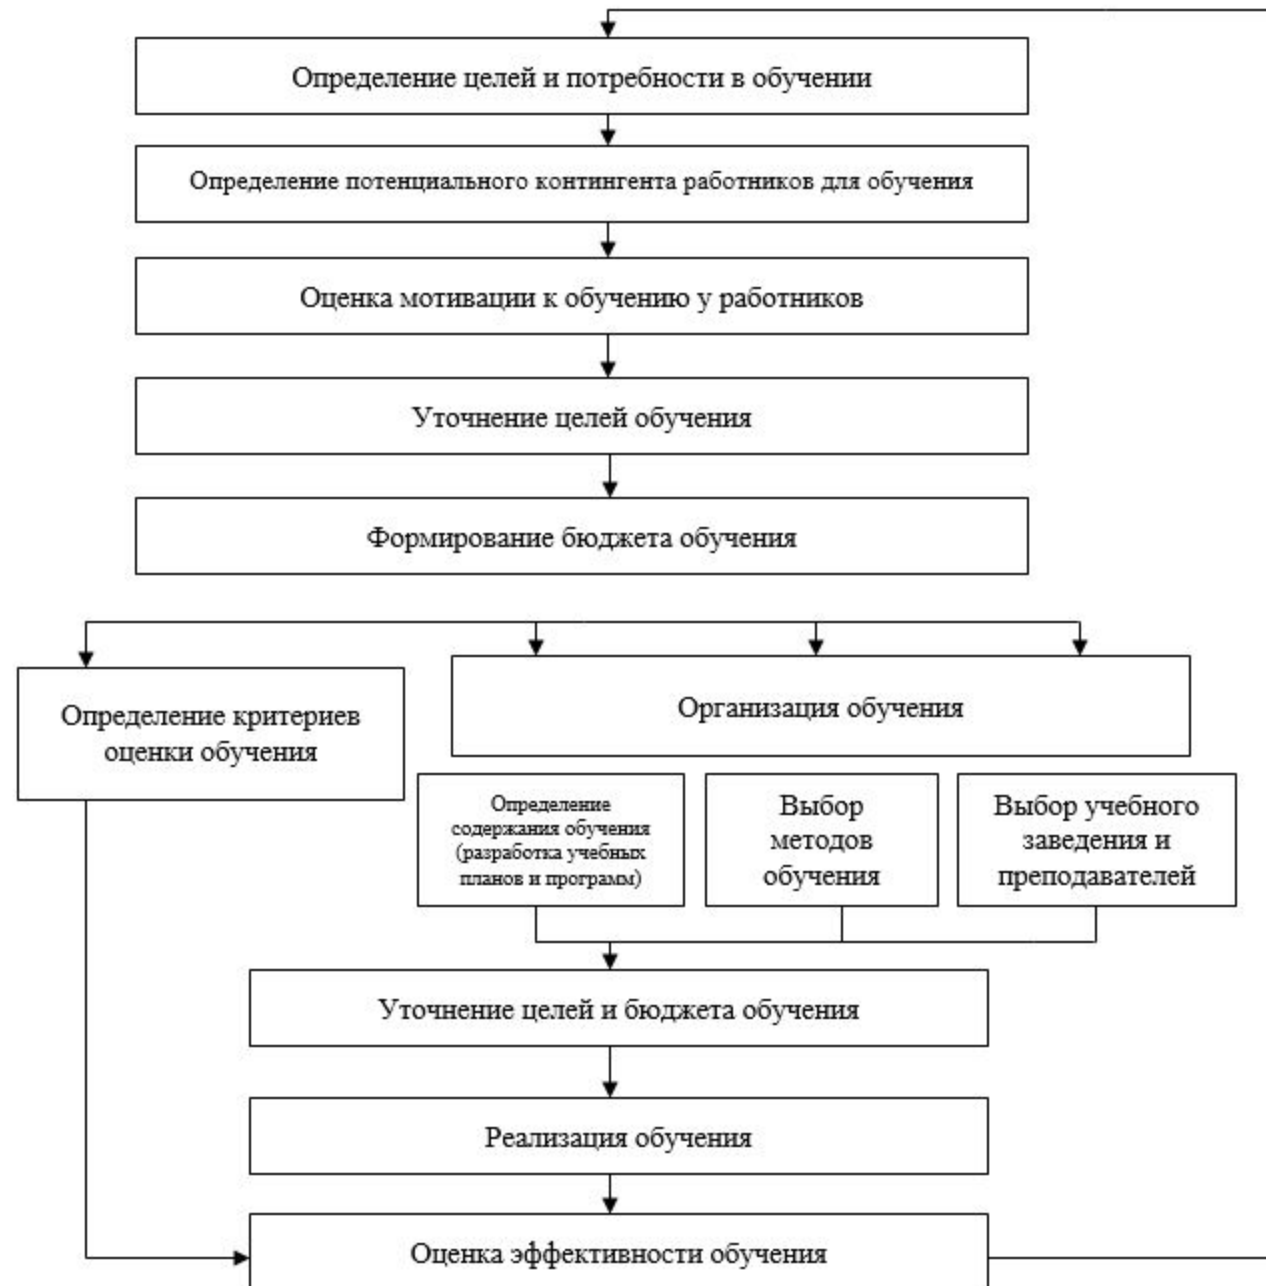 Определение целей и потребности в обучении
Определение потенциального контингента работников для обучения
Оценка мотивации к обучению у работников
Уточнение целей обучения
Формирование бюджета обучения
Определение критериев
оценки обучения
Организация обучения
Определение
содержания обучения
(разработка учебных
планов и программ)
Выбор
методов
обучения
Выбор учебного
заведения и
преподавателей
Уточнение целей и бюджета обучения
Реализация обучения
Оценка эффективности обучения